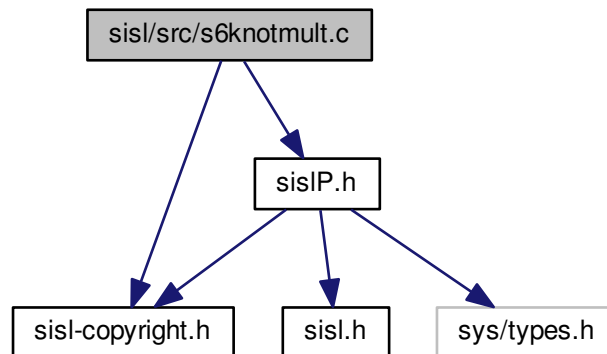 sisl/src/s6knotmult.c
sislP.h
sisl-copyright.h
sisl.h
sys/types.h